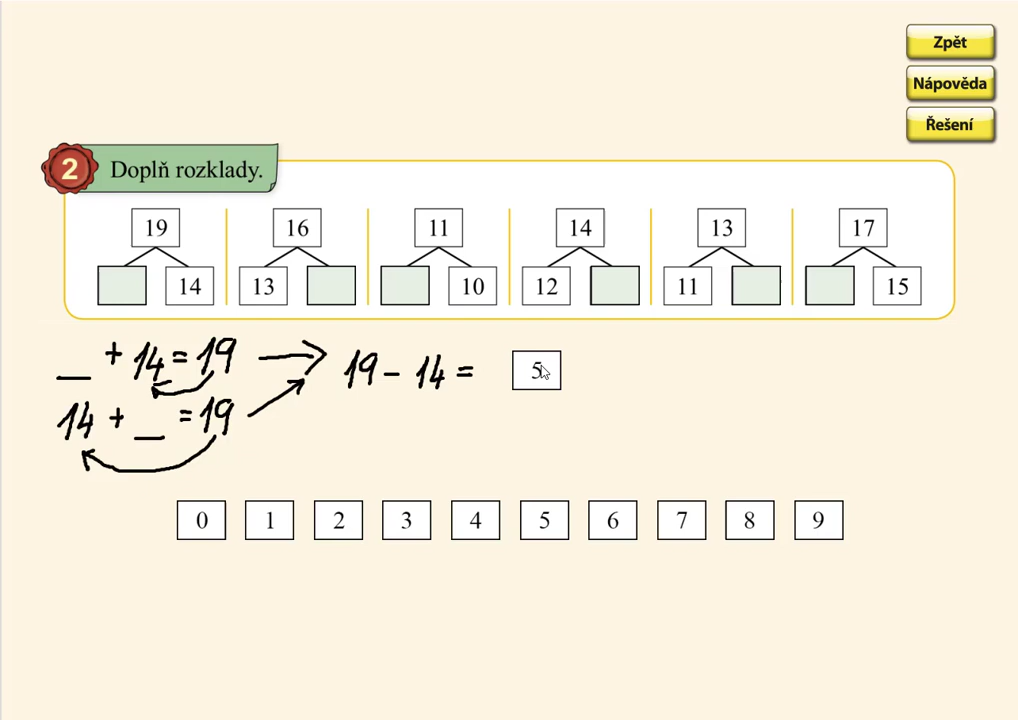 Zpět
Nápověda
Řešení
2 Doplň rozklady.
19 16 11 14 13 17
14 13 10 12 11 15
_ + 14 = 19
19 - 14 = 5
14 + _ = 19
0 1 2 3 4 5 6 7 8 9